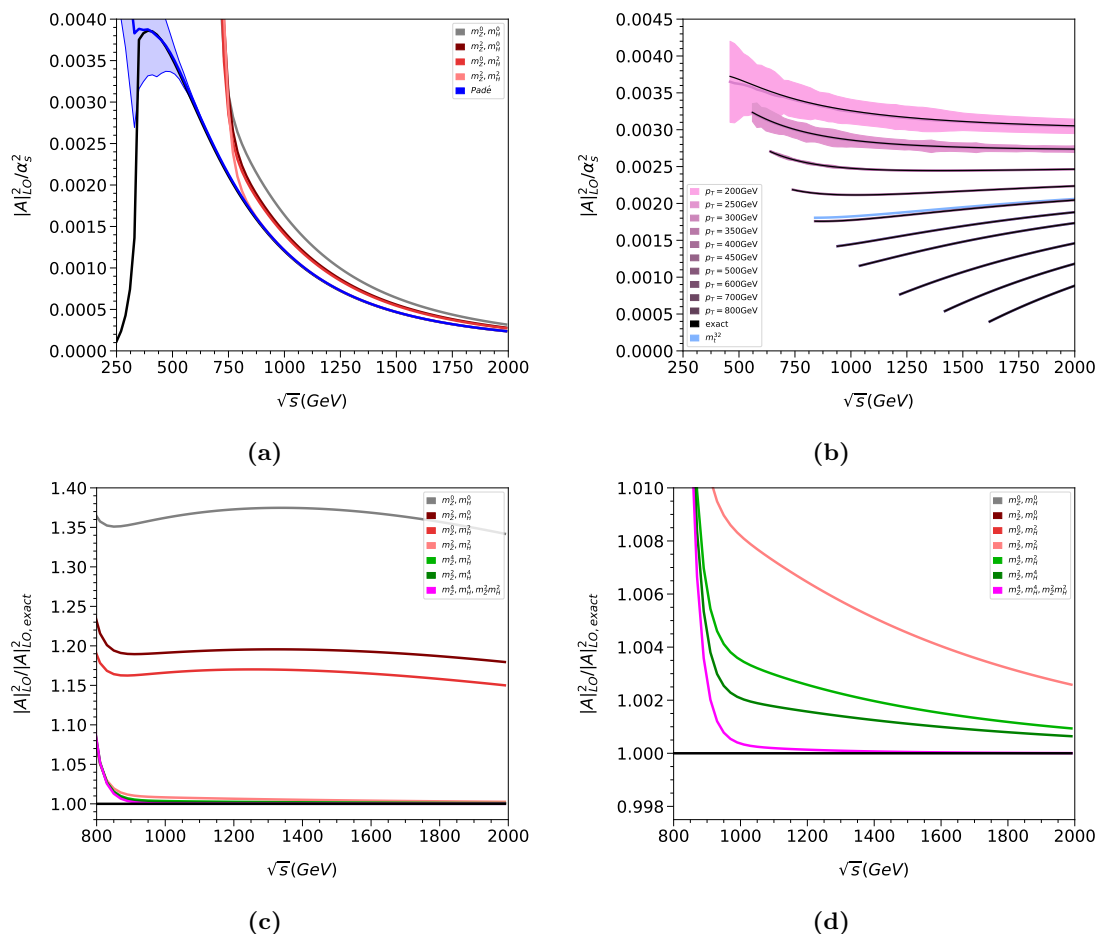 0.0040
0.0035
0.0030
0.0025
0.0020
0.0015
0.0010
0.0005
0.0000
|A|²_LO/α_s²
250 500 750 1000 1250 1500 1750 2000
√s(GeV)
m_Z^0, m_H^0
m_Z^2, m_H^0
m_Z^0, m_H^2
m_Z^2, m_H^2
Padé
(a)
0.0045
0.0040
0.0035
0.0030
0.0025
0.0020
0.0015
0.0010
0.0005
0.0000
|A|²_LO/α_s²
p_T = 200GeV
p_T = 250GeV
p_T = 300GeV
p_T = 350GeV
p_T = 400GeV
p_T = 450GeV
p_T = 500GeV
p_T = 600GeV
p_T = 700GeV
p_T = 800GeV
exact
m_t^32
250 500 750 1000 1250 1500 1750 2000
√s(GeV)
(b)
1.40
1.35
1.30
1.25
1.20
1.15
1.10
1.05
1.00
|A|²_LO/|A|²_LO, exact
m_Z^0, m_H^0
m_Z^2, m_H^0
m_Z^0, m_H^2
m_Z^2, m_H^2
m_Z^4, m_H^2
m_Z^2, m_H^4
m_Z^4, m_H^4, m_Z^2m_H^2
800 1000 1200 1400 1600 1800 2000
√s(GeV)
(c)
1.010
1.008
1.006
1.004
1.002
1.000
0.998
|A|²_LO/|A|²_LO, exact
m_Z^0, m_H^0
m_Z^2, m_H^0
m_Z^0, m_H^2
m_Z^2, m_H^2
m_Z^4, m_H^2
m_Z^2, m_H^4
m_Z^4, m_H^4, m_Z^2m_H^2
800 1000 1200 1400 1600 1800 2000
√s(GeV)
(d)